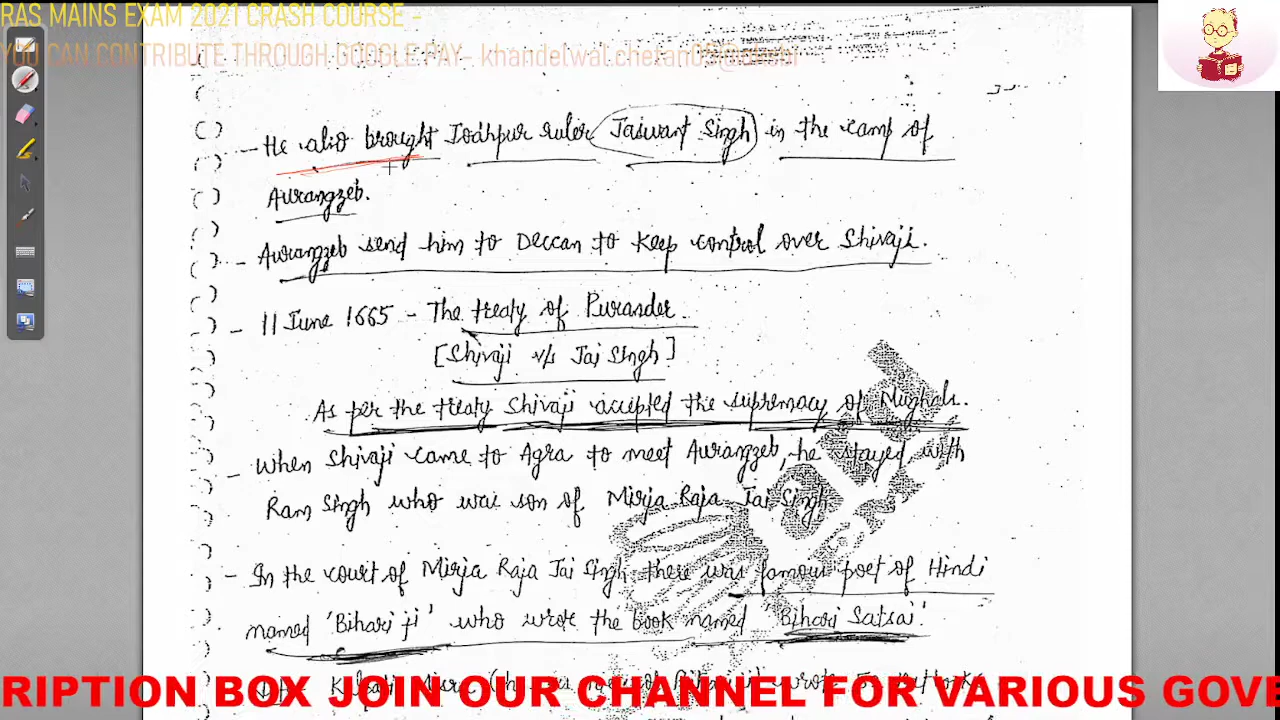 RAS MAINS EXAM 2021 CRASH COURSE -
YOU CAN CONTRIBUTE THROUGH GOOGLE PAY- khandelwal.chetan09@oksbi
- He also brought Jodhpur ruler Jaswant Singh in the camp of
Aurangzeb.
- Aurangzeb send him to Deccan to keep control over Shivaji.
- 11 June 1665 - The treaty of Purander
[Shivaji v/s Jai Singh]
As per the treaty Shivaji accepted the supremacy of Mughals.
- When Shivaji came to Agra to meet Aurangzeb, he stayed with
Ram Singh who was son of Mirja Raja Jai Singh
- In the court of Mirja Raja Jai Singh there was famous poet of Hindi
named 'Bihari ji' who wrote the book named 'Bihari Satsai'
RIPTION BOX JOIN OUR CHANNEL FOR VARIOUS GOVE